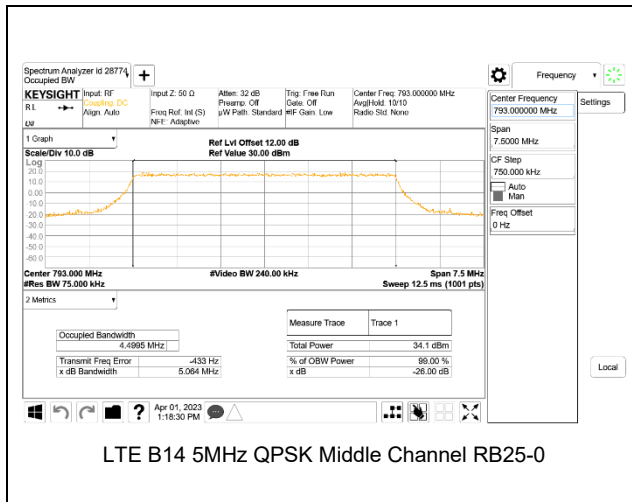 Spectrum Analyzer id 28774
Occupied BW
+
Frequency
KEYSIGHT Input: RF Input Z: 50 Ω Atten: 32 dB Trig: Free Run Center Freq: 793.000000 MHz
RL Coupling: DC Preamp: Off Gate: Off Avg|Hold: 10/10
Align: Auto Freq Ref: Int (S) µW Path: Standard #IF Gain: Low Radio Std: None
NFE: Adaptive
Center Frequency
793.000000 MHz
Settings
Span
7.5000 MHz
CF Step
750.000 kHz
Auto
Man
Freq Offset
0 Hz
1 Graph
Ref Lvl Offset 12.00 dB
Scale/Div 10.0 dB Ref Value 30.00 dBm
Log
20.0
10.0
0.00
-10.0
-20.0
-30.0
-40.0
-50.0
-60.0
Center 793.000 MHz #Video BW 240.00 kHz Span 7.5 MHz
#Res BW 75.000 kHz Sweep 12.5 ms (1001 pts)
2 Metrics
Measure Trace Trace 1
Occupied Bandwidth
4.4995 MHz
Total Power 34.1 dBm
Transmit Freq Error -433 Hz % of OBW Power 99.00 %
x dB Bandwidth 5.064 MHz x dB -26.00 dB
Local
? Apr 01, 2023
1:18:30 PM
LTE B14 5MHz QPSK Middle Channel RB25-0